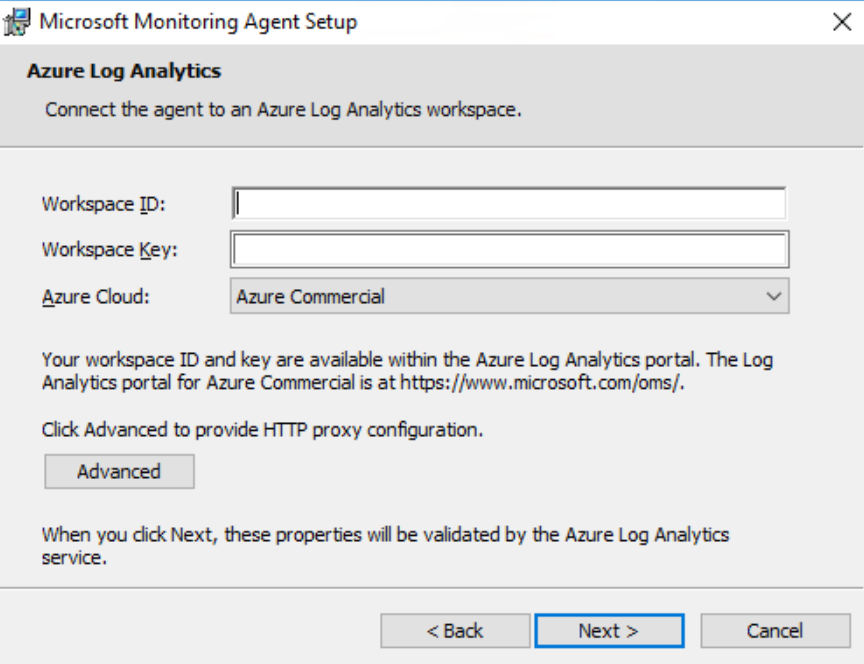 Microsoft Monitoring Agent Setup
Azure Log Analytics
Connect the agent to an Azure Log Analytics workspace.
Workspace ID:
Workspace Key:
Azure Cloud: Azure Commercial
Your workspace ID and key are available within the Azure Log Analytics portal. The Log
Analytics portal for Azure Commercial is at https://www.microsoft.com/oms/.
Click Advanced to provide HTTP proxy configuration.
Advanced
When you click Next, these properties will be validated by the Azure Log Analytics
service.
< Back Next > Cancel